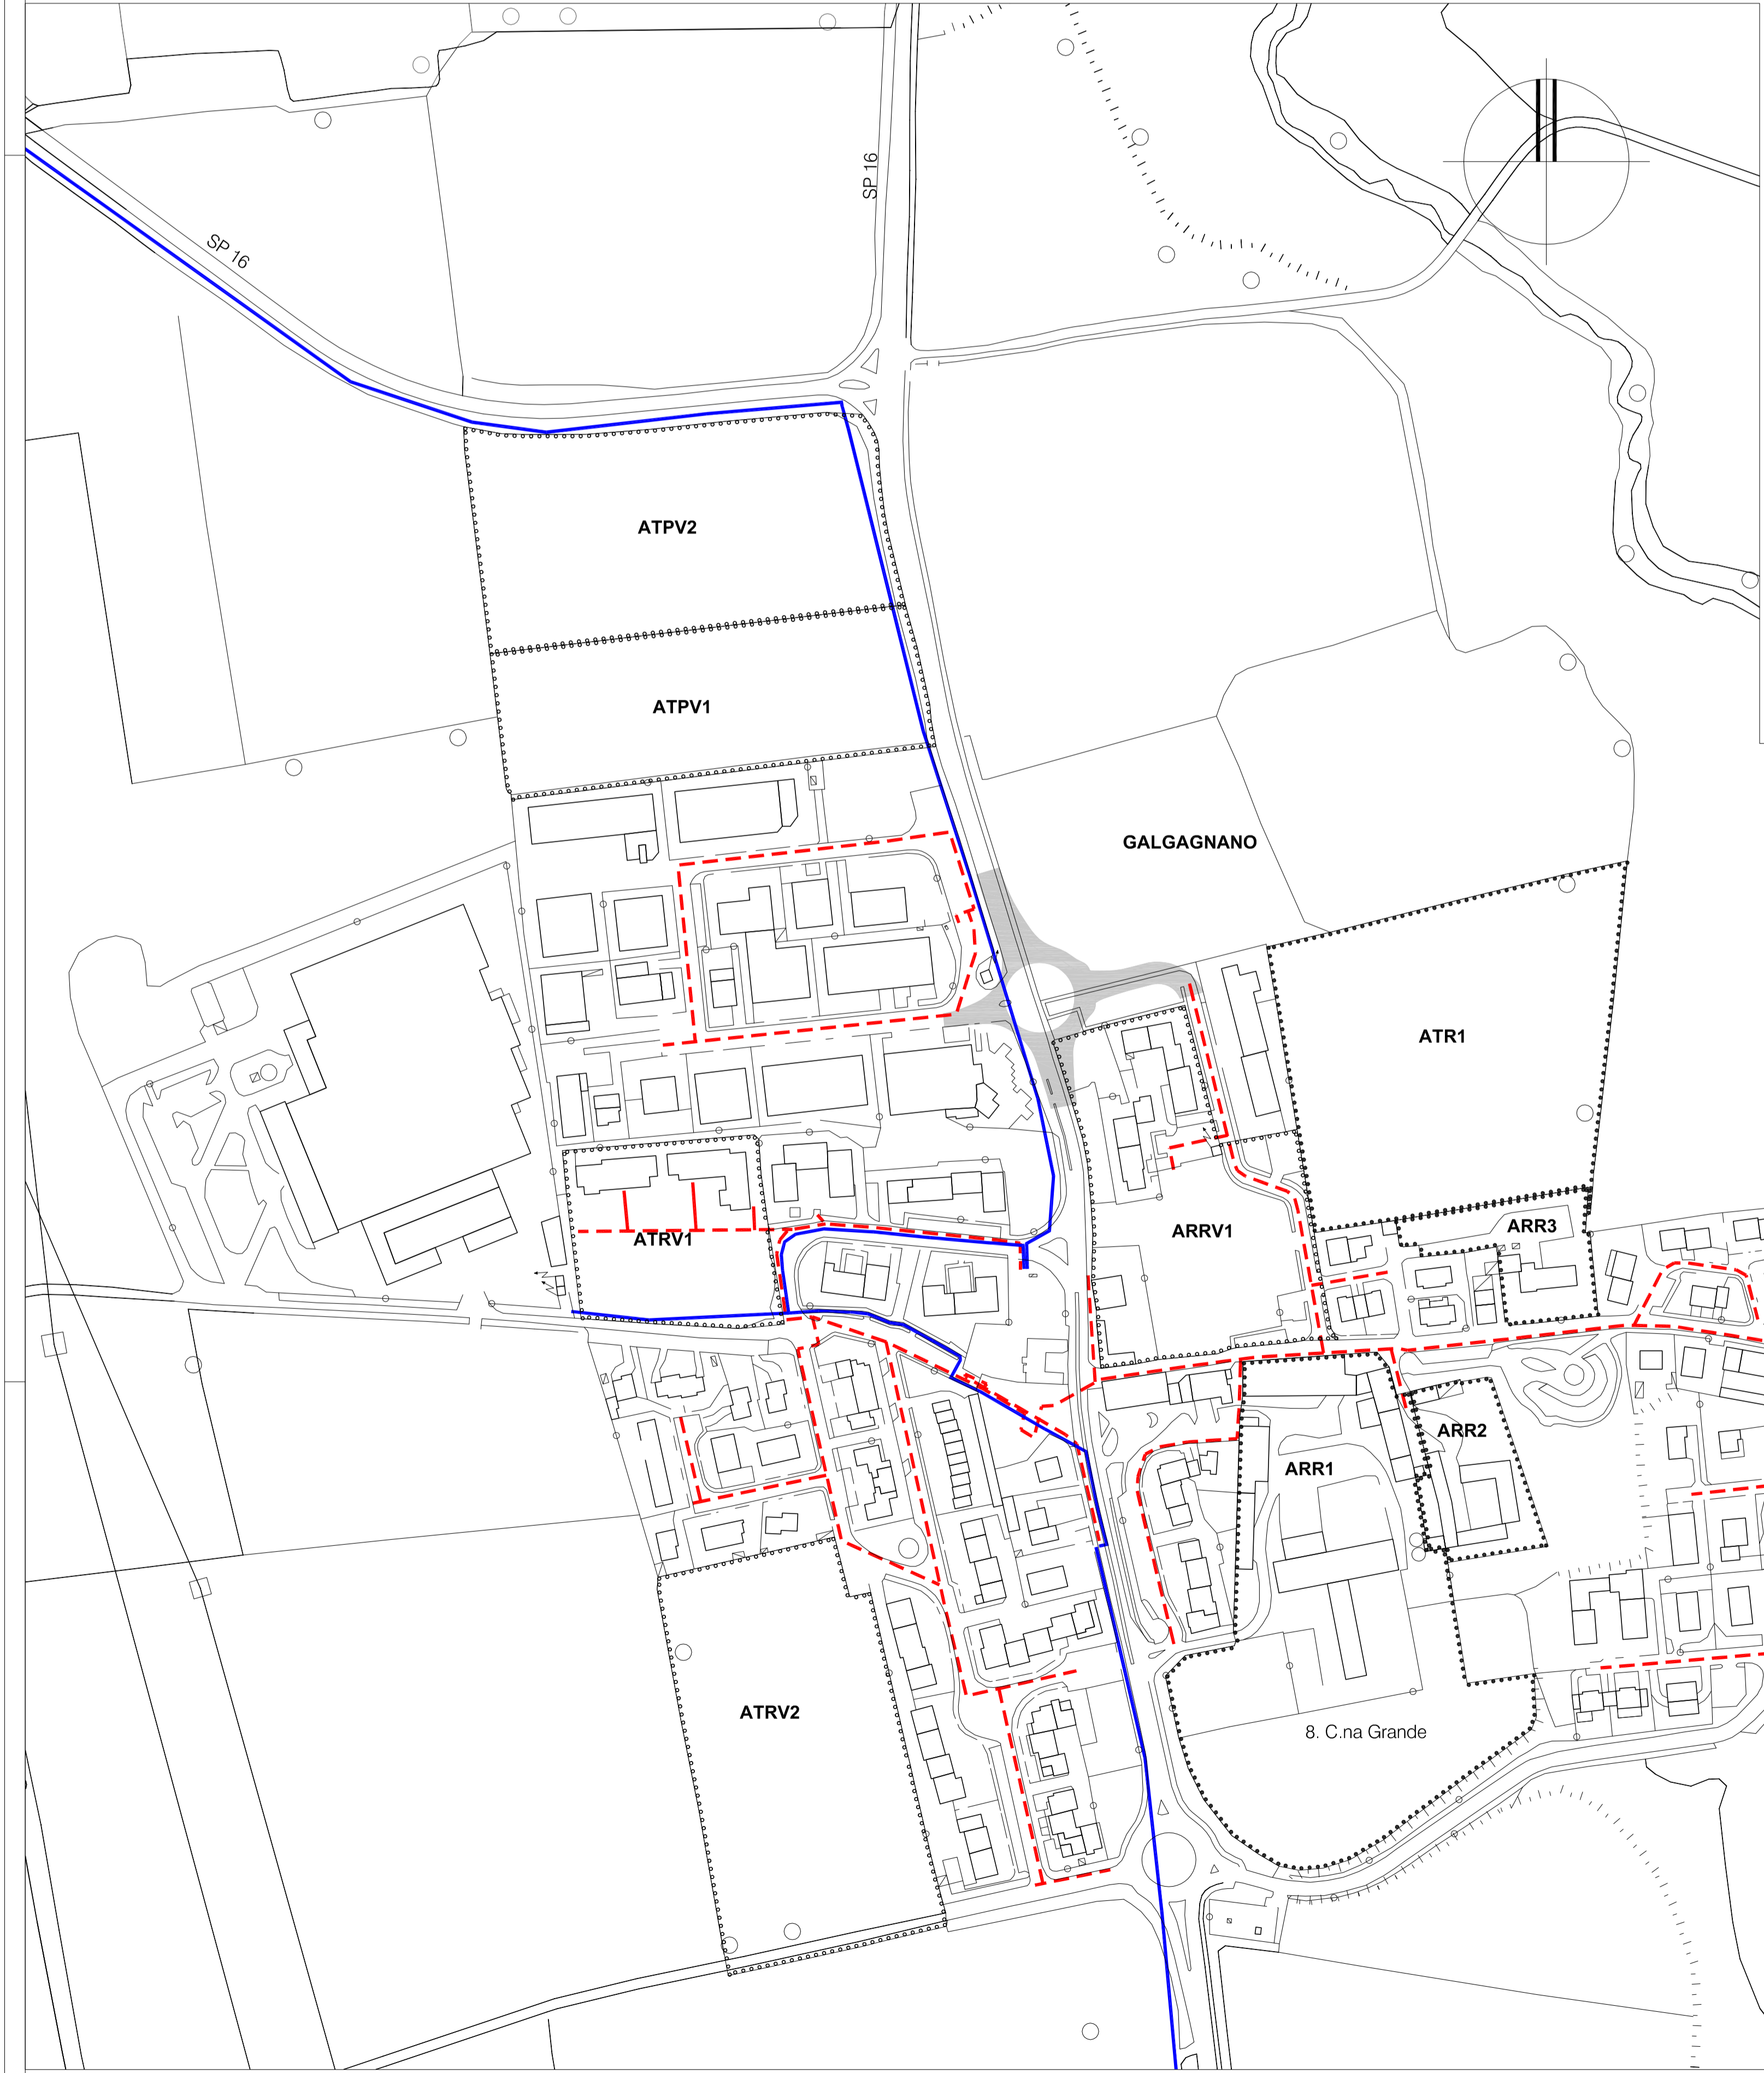 SP 16
SP 16
ATPV2
ATPV1
GALGAGNANO
ATR1
ARR3
ARRV1
ATRV1
ARR2
ARR1
ATRV2
8. C.na Grande